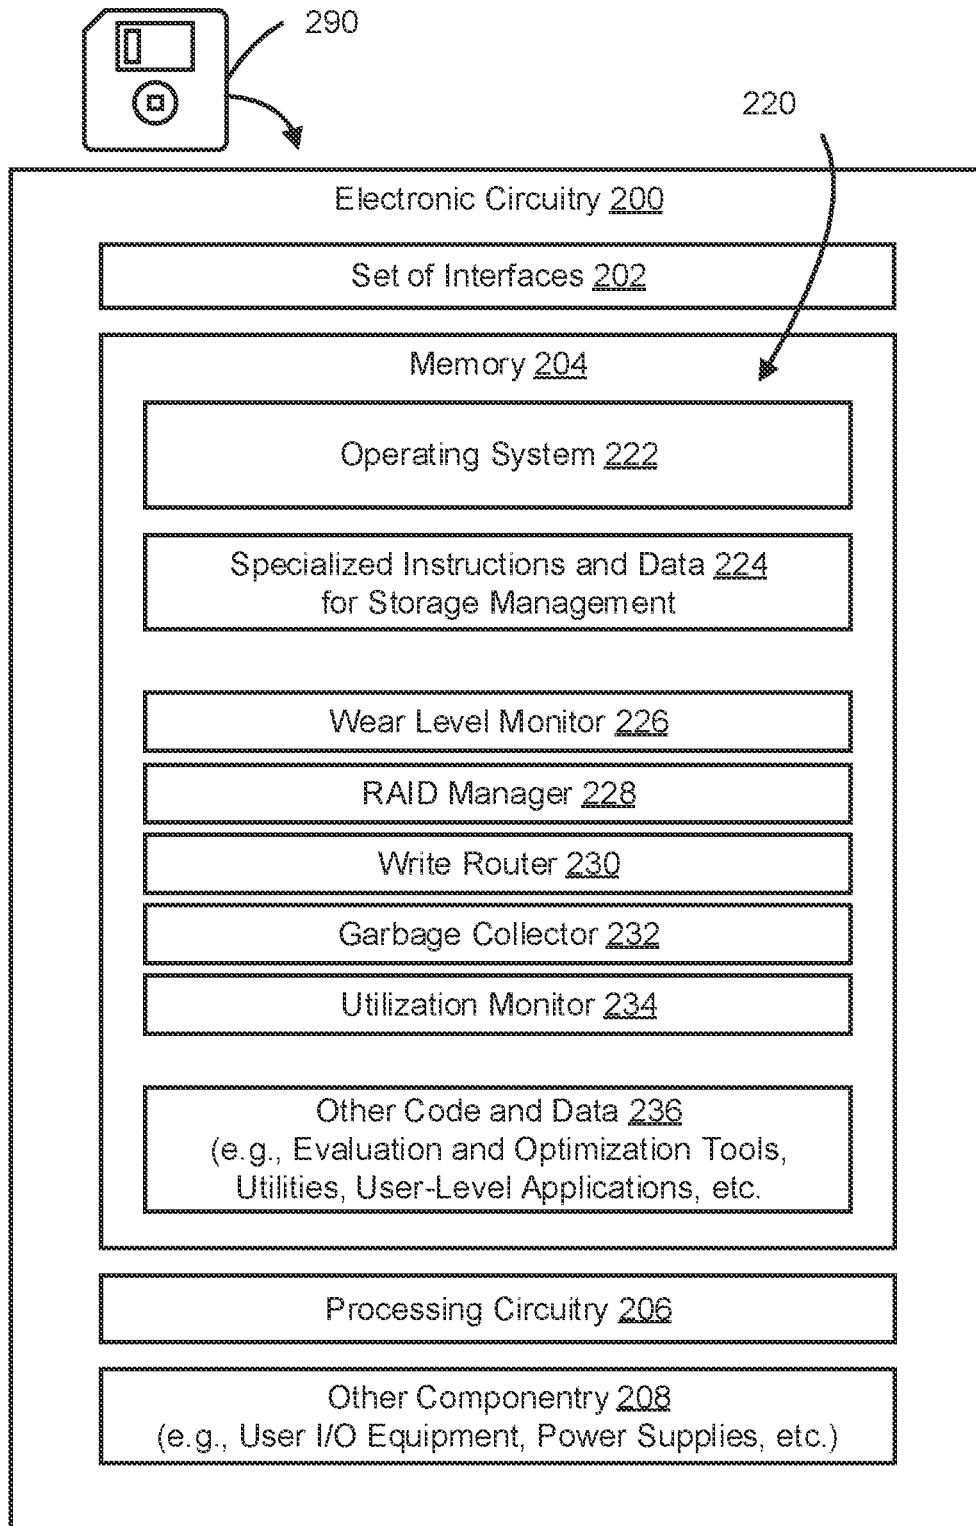 290
220
Electronic Circuitry 200
Set of Interfaces 202
Memory 204
Operating System 222
Specialized Instructions and Data 224
for Storage Management
Wear Level Monitor 226
RAID Manager 228
Write Router 230
Garbage Collector 232
Utilization Monitor 234
Other Code and Data 236
(e.g., Evaluation and Optimization Tools,
Utilities, User-Level Applications, etc.
Processing Circuitry 206
Other Componentry 208
(e.g., User I/O Equipment, Power Supplies, etc.)